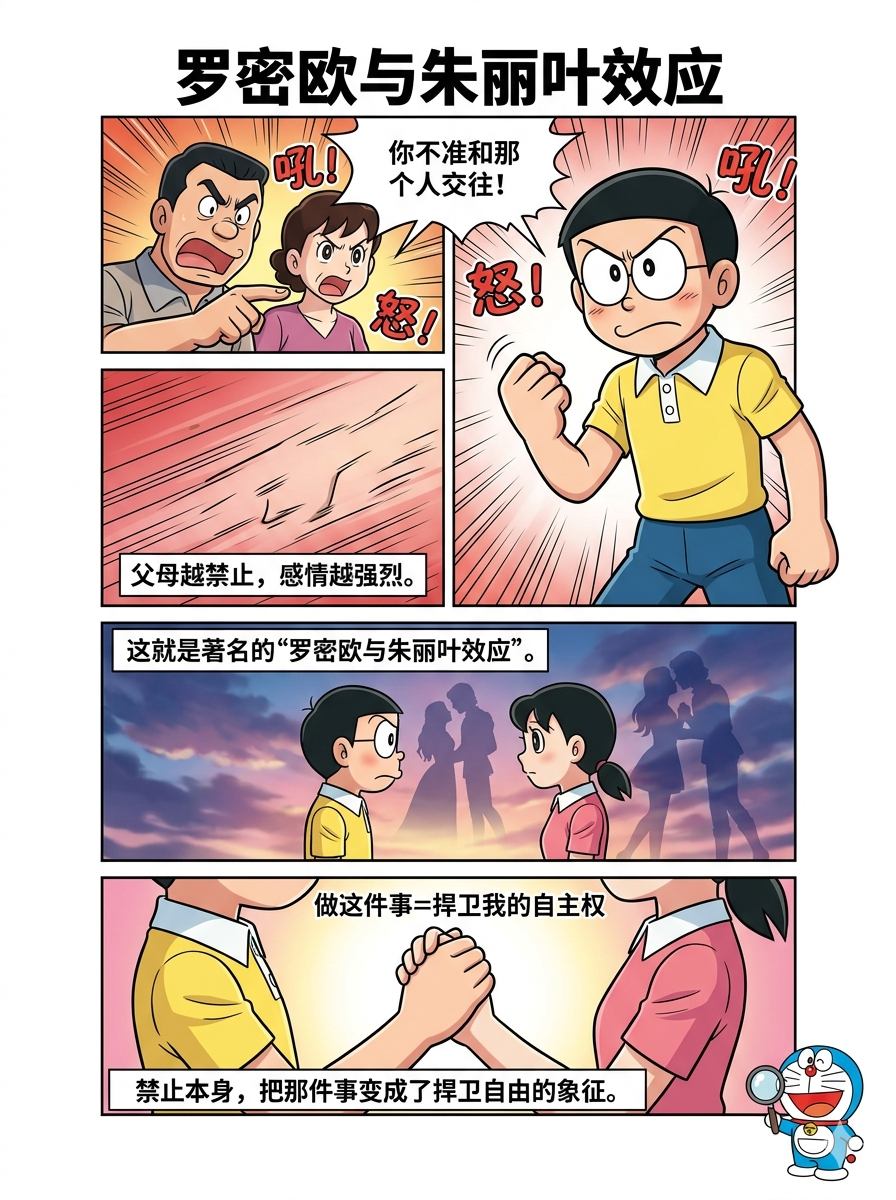 罗密欧与朱丽叶效应
吼！
你不准和那
个人交往！
怒！
吼！
怒！
父母越禁止，感情越强烈。
这就是著名的“罗密欧与朱丽叶效应”。
做这件事=捍卫我的自主权
禁止本身，把那件事变成了捍卫自由的象征。